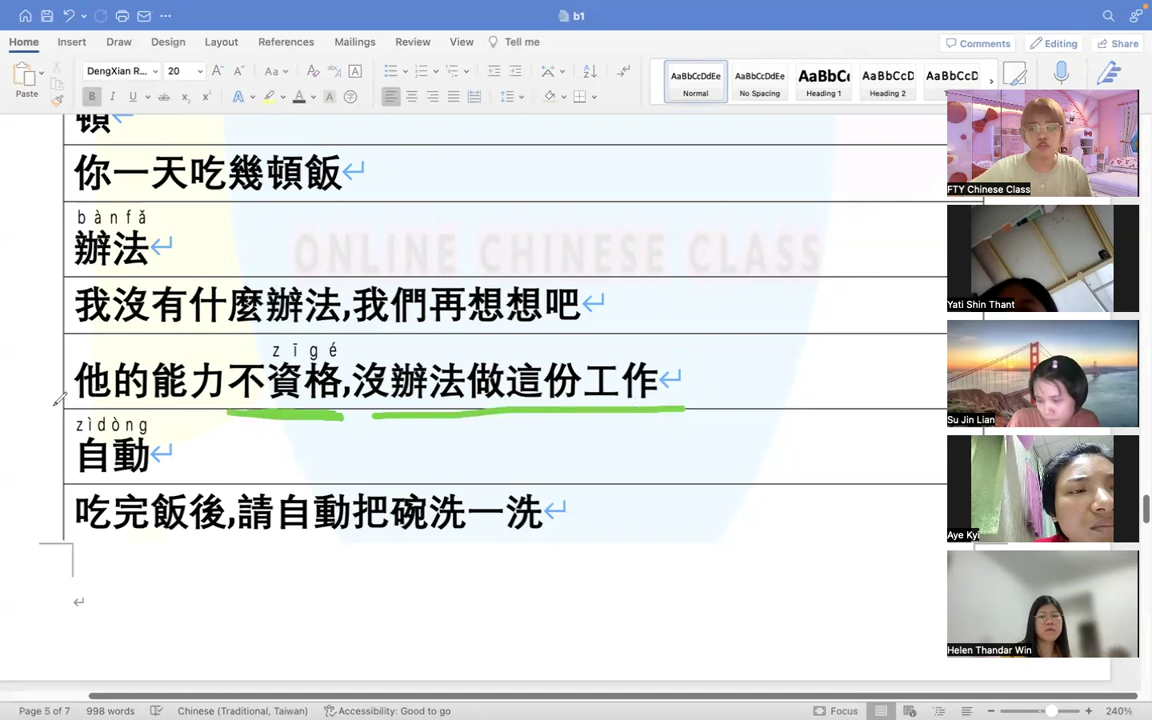 b1
Home Insert Draw Design Layout References Mailings Review View Tell me
Comments Editing Share
Paste
DengXian R... 20
AaBbCcDdEe AaBbCcDdEe AaBbCc AaBbCcD AaBbCcD
Normal No Spacing Heading 1 Heading 2
頓
你一天吃幾頓飯
bànfǎ
辦法
ONLINE CHINESE CLASS
我沒有什麼辦法,我們再想想吧
zīgé
他的能力不資格,沒辦法做這份工作
zìdòng
自動
吃完飯後,請自動把碗洗一洗
FTY Chinese Class
Yati Shin Thant
Su Jin Lian
Aye Kyi
Helen Thandar Win
Page 5 of 7 998 words Chinese (Traditional, Taiwan) Accessibility: Good to go Focus 240%